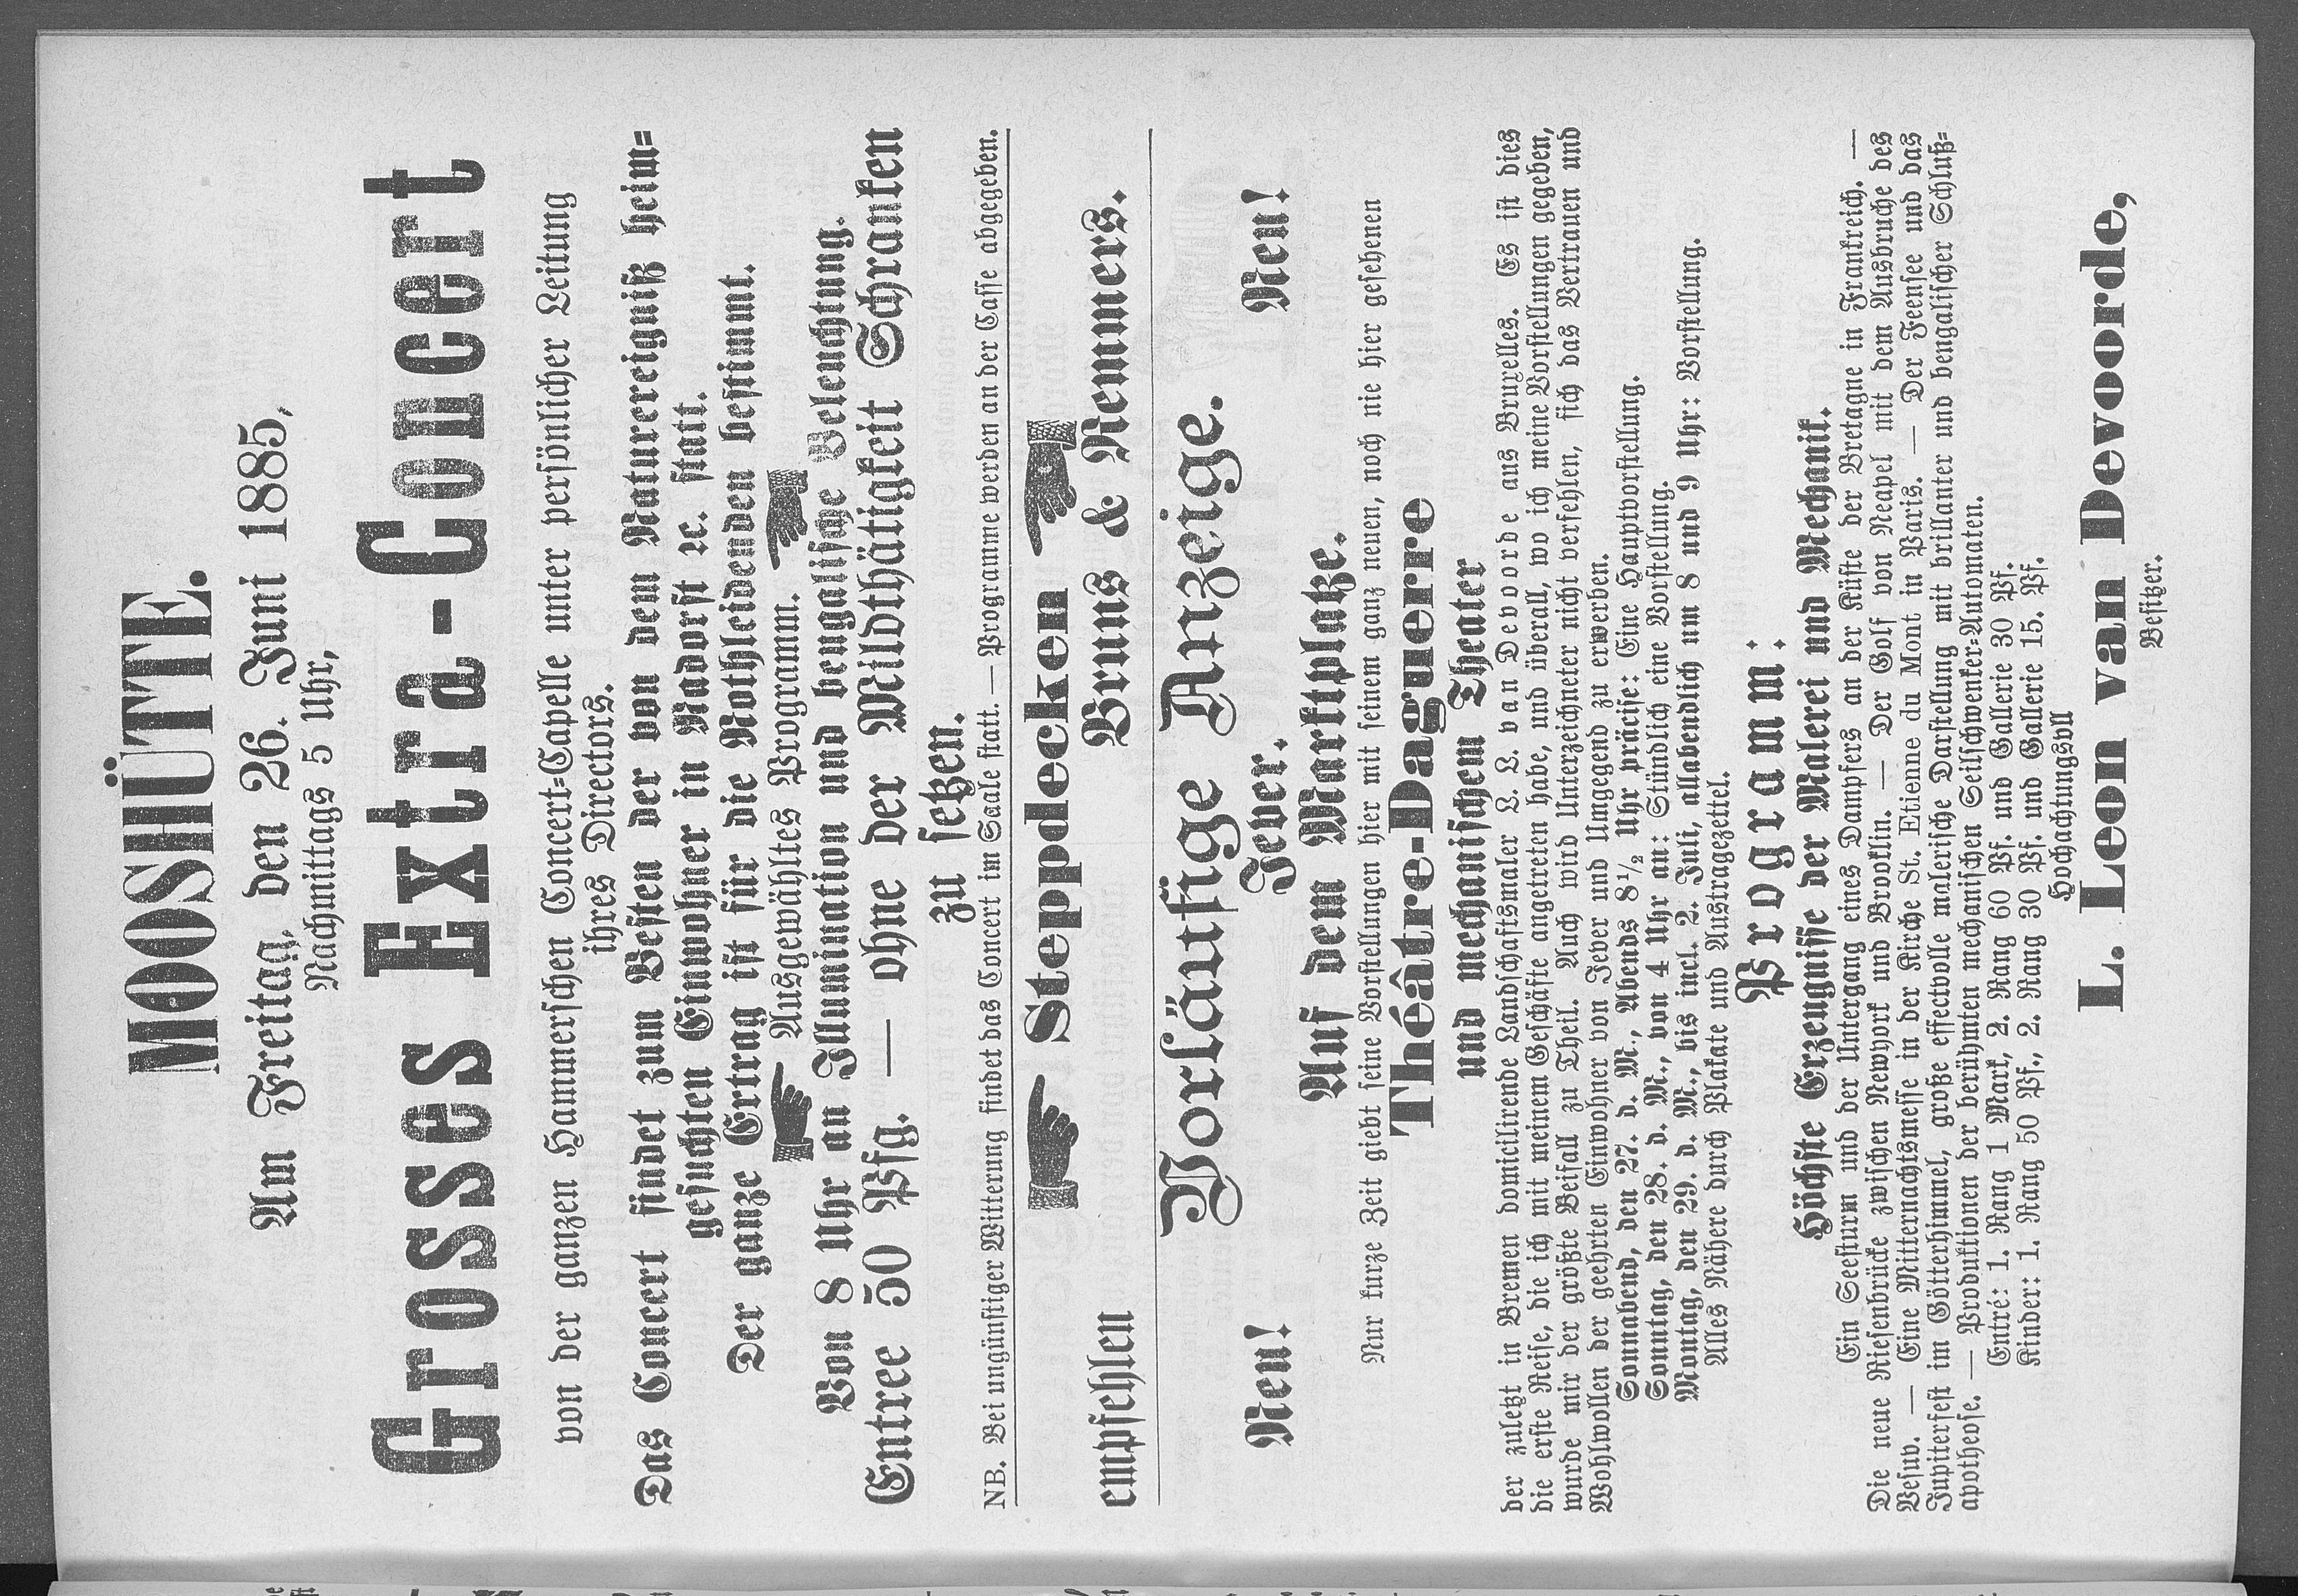 MOOSHÜTTE.
Am Freitag, den 26. Juni 1885,
Nachmittags 5 Uhr,
Grosses Extra-Concert
von der ganzen Hammerschen Concert-Capelle unter persönlicher Leitung
ihres Directors.
Das Concert findet zum Besten der von dem Naturereigniß heim-
gesuchten Einwohner in Nadorst ꝛc. statt.
Der ganze Ertrag ist für die Nothleidenden bestimmt.
Ausgewähltes Programm.
Von 8 Uhr an Illumination und bengalische Beleuchtung.
Entree 50 Pfg. — ohne der Mildthätigkeit Schranken
zu setzen.
NB. Bei ungünstiger Witterung findet das Concert im Saale statt. — Programme werden an der Casse abgegeben.
Steppdecken
empfehlen Bruns & Remmers.
Vorläufige Anzeige.
Neu! Jever. Neu!
Auf dem Marktplatze.
Nur kurze Zeit giebt seine Vorstellungen hier mit seinem ganz neuen, noch nie hier gesehenen
Théâtre-Daguerre
und mechanischen Theater
der zuletzt in Bremen domicilirende Landschaftsmaler L. L. van Devoorde aus Bruxelles. Es ist dies
die erste Reise, die ich mit meinem Geschäfte angetreten habe, und überall, wo ich meine Vorstellungen gegeben,
wurde mir der größte Beifall zu Theil. Auch wird Unterzeichneter nicht verfehlen, sich das Vertrauen und
Wohlwollen der geehrten Einwohner von Jever und Umgegend zu erwerben.
Sonnabend, den 27. d. M., Abends 8½ Uhr präcise: Eine Hauptvorstellung.
Sonntag, den 28. d. M., von 4 Uhr an: Stündlich eine Vorstellung.
Montag, den 29. d. M., bis incl. 2. Juli, allabendlich um 8 und 9 Uhr: Vorstellung.
Alles Nähere durch Plakate und Austragezettel.
Programm:
Höchste Erzeugnisse der Malerei und Mechanik.
Ein Seesturm und der Untergang eines Dampfers an der Küste der Bretagne in Frankreich. —
Die neue Riesenbrücke zwischen Newyork und Brooklin. — Der Golf von Neapel mit dem Ausbruche des
Vesuv. — Eine Mitternachtsmesse in der Kirche St. Etienne du Mont in Paris. — Der Feensee und das
Jupiterfest im Götterhimmel, große effectvolle malerische Darstellung mit brillanter und bengalischer Schluß-
apotheose. — Produktionen der berühmten mechanischen Seilschwenker-Automaten.
Entré: 1. Rang 1 Mark, 2. Rang 60 Pf. und Gallerie 30 Pf.
Kinder: 1. Rang 50 Pf., 2. Rang 30 Pf. und Gallerie 15. Pf.
Hochachtungsvll
L. Leon van Devoorde,
Besitzer.